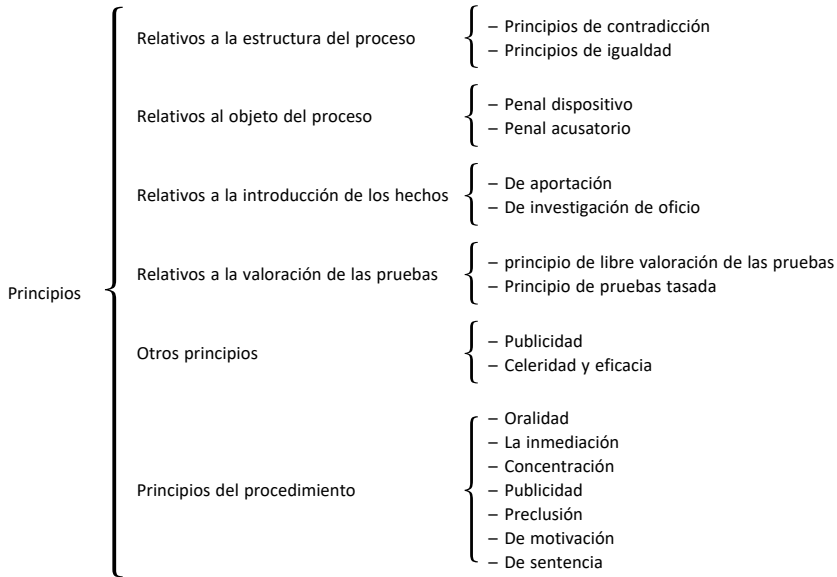 Principios
Relativos a la estructura del proceso
– Principios de contradicción
– Principios de igualdad
Relativos al objeto del proceso
– Penal dispositivo
– Penal acusatorio
Relativos a la introducción de los hechos
– De aportación
– De investigación de oficio
Relativos a la valoración de las pruebas
– principio de libre valoración de las pruebas
– Principio de pruebas tasada
Otros principios
– Publicidad
– Celeridad y eficacia
Principios del procedimiento
– Oralidad
– La inmediación
– Concentración
– Publicidad
– Preclusión
– De motivación
– De sentencia